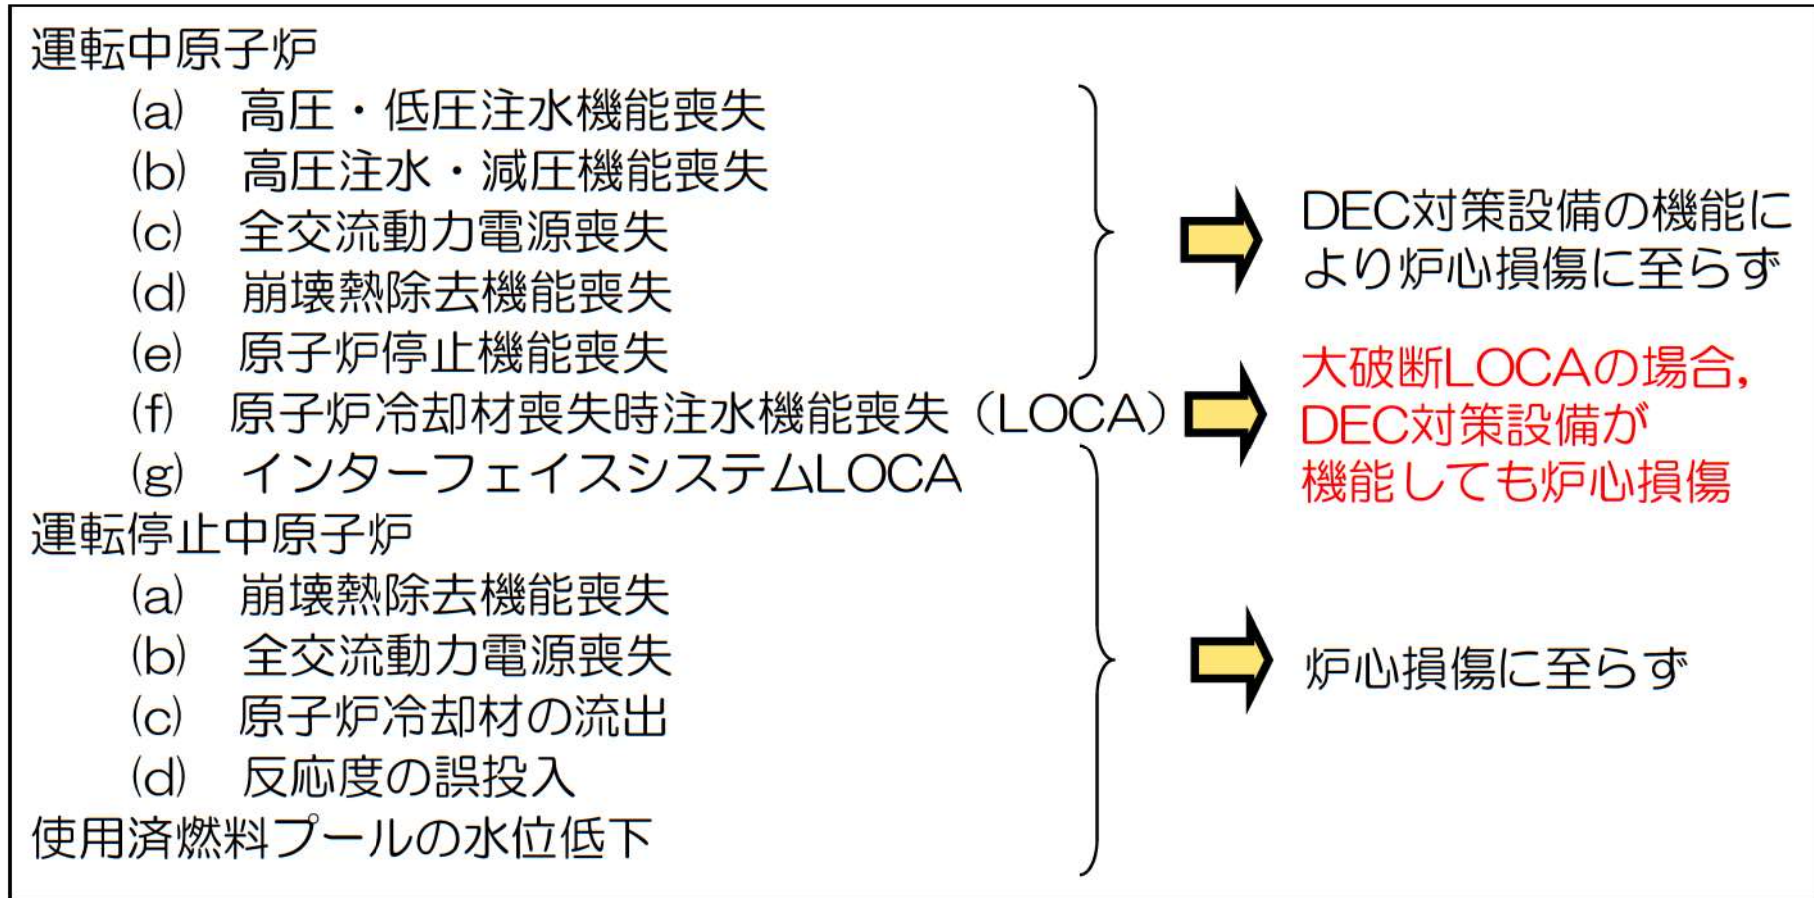 運転中原子炉
(a) 高圧・低圧注水機能喪失
(b) 高圧注水・減圧機能喪失
(c) 全交流動力電源喪失
(d) 崩壊熱除去機能喪失
(e) 原子炉停止機能喪失
(f) 原子炉冷却材喪失時注水機能喪失（LOCA）
(g) インターフェイスシステムLOCA
運転停止中原子炉
(a) 崩壊熱除去機能喪失
(b) 全交流動力電源喪失
(c) 原子炉冷却材の流出
(d) 反応度の誤投入
使用済燃料プールの水位低下
DEC対策設備の機能に
より炉心損傷に至らず
大破断LOCAの場合,
DEC対策設備が
機能しても炉心損傷
炉心損傷に至らず